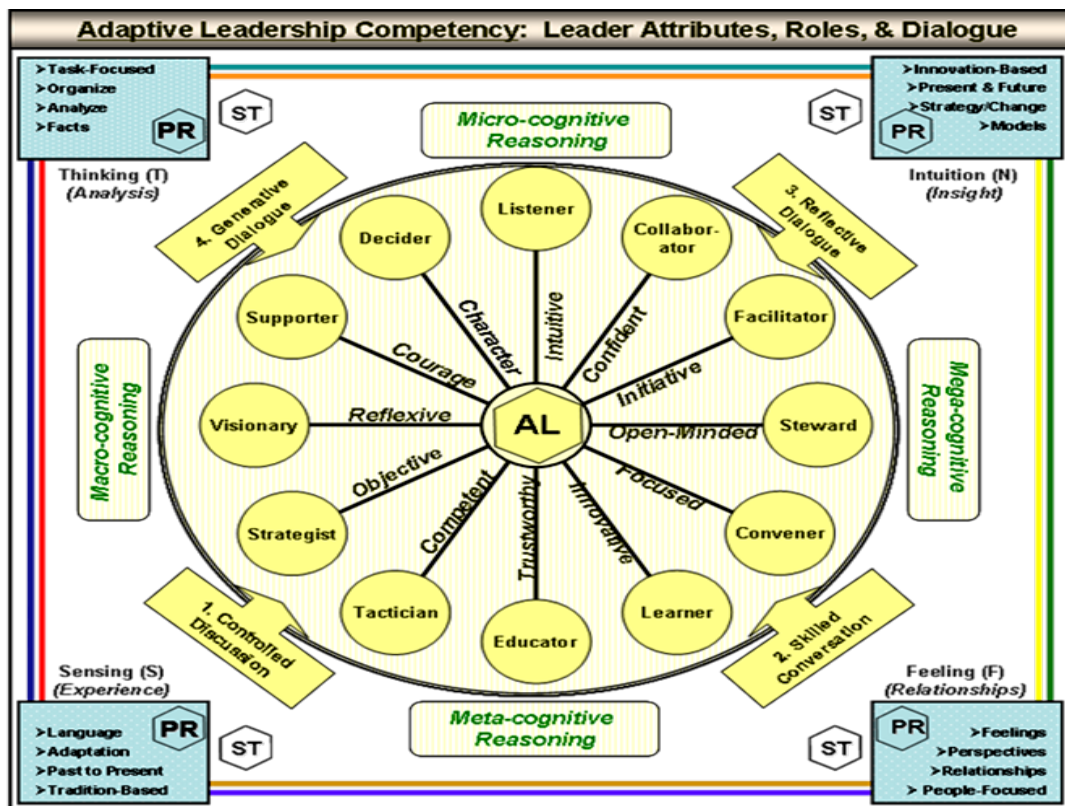 Adaptive Leadership Competency: Leader Attributes, Roles, & Dialogue
➢Task-Focused
➢Organize
➢Analyze
➢Facts
PR
ST
Micro-cognitive
Reasoning
ST
➢Innovation-Based
➢Present & Future
➢Strategy/Change
➢Models
PR
Thinking (T)
(Analysis)
Intuition (N)
(Insight)
4. Generative
Dialogue
3. Reflective
Dialogue
Listener
Decider
Collabor-
ator
Supporter
Facilitator
Visionary
Steward
Strategist
Convener
Tactician
Learner
Educator
Character
Intuitive
Confident
Courage
Initiative
Reflexive
AL
Open-Minded
Objective
Focused
Competent
Trustworthy
Innovative
Macro-cognitive
Reasoning
Mega-cognitive
Reasoning
1. Controlled
Discussion
2. Skilled
Conversation
Sensing (S)
(Experience)
Feeling (F)
(Relationships)
Meta-cognitive
Reasoning
➢Language
➢Adaptation
➢Past to Present
➢Tradition-Based
PR
ST
ST
PR
➢Feelings
➢Perspectives
➢Relationships
➢People-Focused